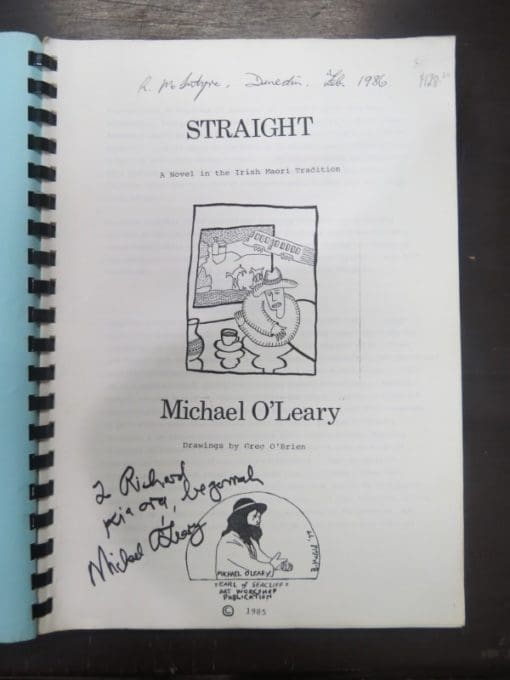 R. McIntyre, Dunedin, Feb. 1986.
STRAIGHT
A Novel in the Irish Maori Tradition
Michael O'Leary
Drawings by Greg O'Brien
2 Richard
kia ora, begorrah
Michael O'Leary
MICHAEL O'LEARY
EARL of SEACLIFF
ART WORKSHOP
PUBLICATION
© 1985